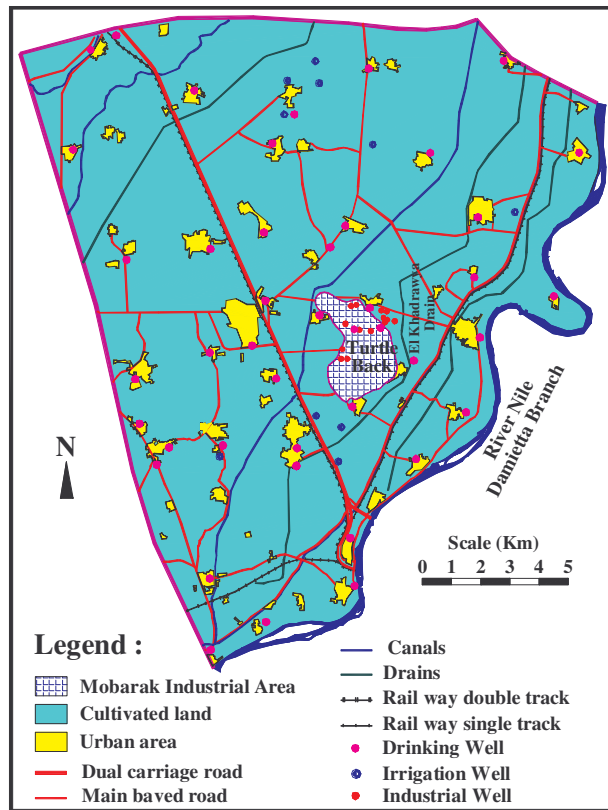 El Khadrawya
Drain
Turtle
Back
River Nile
Damietta Branch
N
Scale (Km)
0 1 2 3 4 5
Legend :
Mobarak Industrial Area
Cultivated land
Urban area
Dual carriage road
Main baved road
Canals
Drains
Rail way double track
Rail way single track
Drinking Well
Irrigation Well
Industrial Well